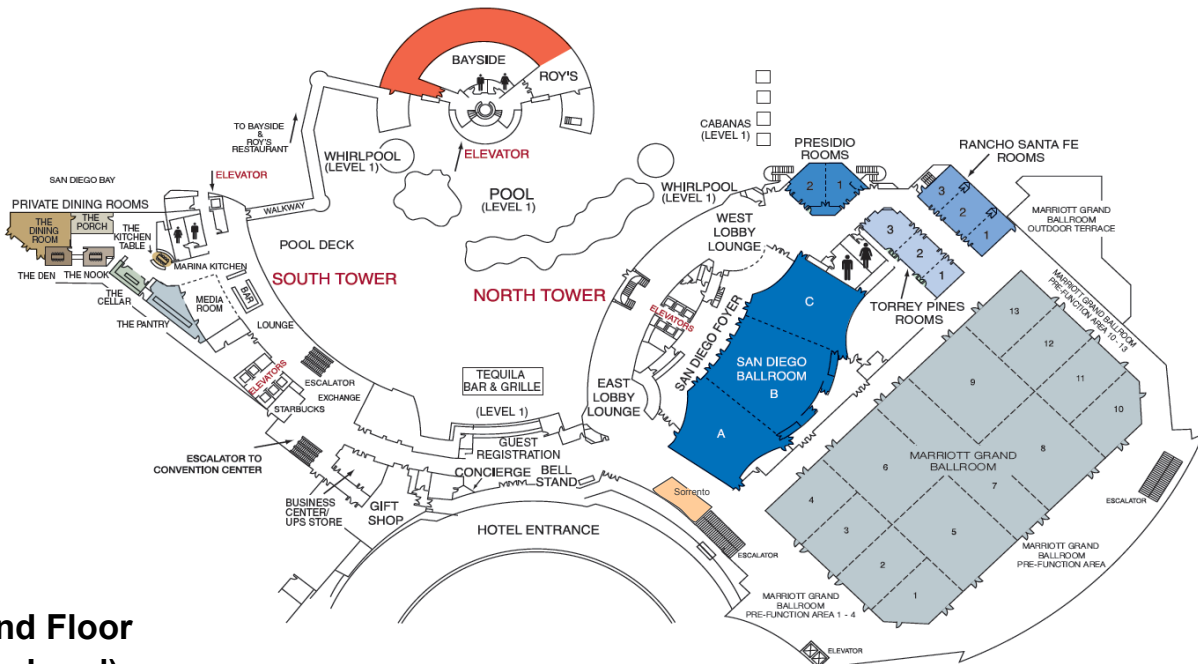 BAYSIDE
ROY'S
TO BAYSIDE
&
ROY'S
RESTAURANT
WHIRLPOOL
(LEVEL 1)
ELEVATOR
CABANAS
(LEVEL 1)
PRESIDIO
ROOMS
2
1
RANCHO SANTA FE
ROOMS
3
2
1
SAN DIEGO BAY
ELEVATOR
PRIVATE DINING ROOMS
THE
DINING
ROOM
THE
PORCH
THE
KITCHEN
TABLE
WALKWAY
POOL
(LEVEL 1)
WHIRLPOOL
(LEVEL 1)
WEST
LOBBY
LOUNGE
MARRIOTT GRAND
BALLROOM
OUTDOOR TERRACE
3
2
1
TORREY PINES
ROOMS
POOL DECK
THE DEN
THE NOOK
MARINA KITCHEN
THE
CELLAR
MEDIA
ROOM
BAR
THE PANTRY
LOUNGE
SOUTH TOWER
NORTH TOWER
ELEVATORS
SAN DIEGO FOYER
C
SAN DIEGO
BALLROOM
B
A
MARRIOTT GRAND
BALLROOM
PRE-FUNCTION AREA
10 - 13
13
12
11
10
9
8
MARRIOTT GRAND
BALLROOM
7
6
5
4
3
2
1
ELEVATORS
ESCALATOR
EXCHANGE
STARBUCKS
TEQUILA
BAR & GRILLE
(LEVEL 1)
EAST
LOBBY
LOUNGE
GUEST
REGISTRATION
ESCALATOR TO
CONVENTION CENTER
CONCIERGE
BELL
STAND
BUSINESS
CENTER/
UPS STORE
GIFT
SHOP
HOTEL ENTRANCE
Sorrento
ESCALATOR
ESCALATOR
MARRIOTT GRAND
BALLROOM
PRE-FUNCTION AREA
MARRIOTT GRAND
BALLROOM
PRE-FUNCTION AREA 1 - 4
ELEVATOR
nd Floor